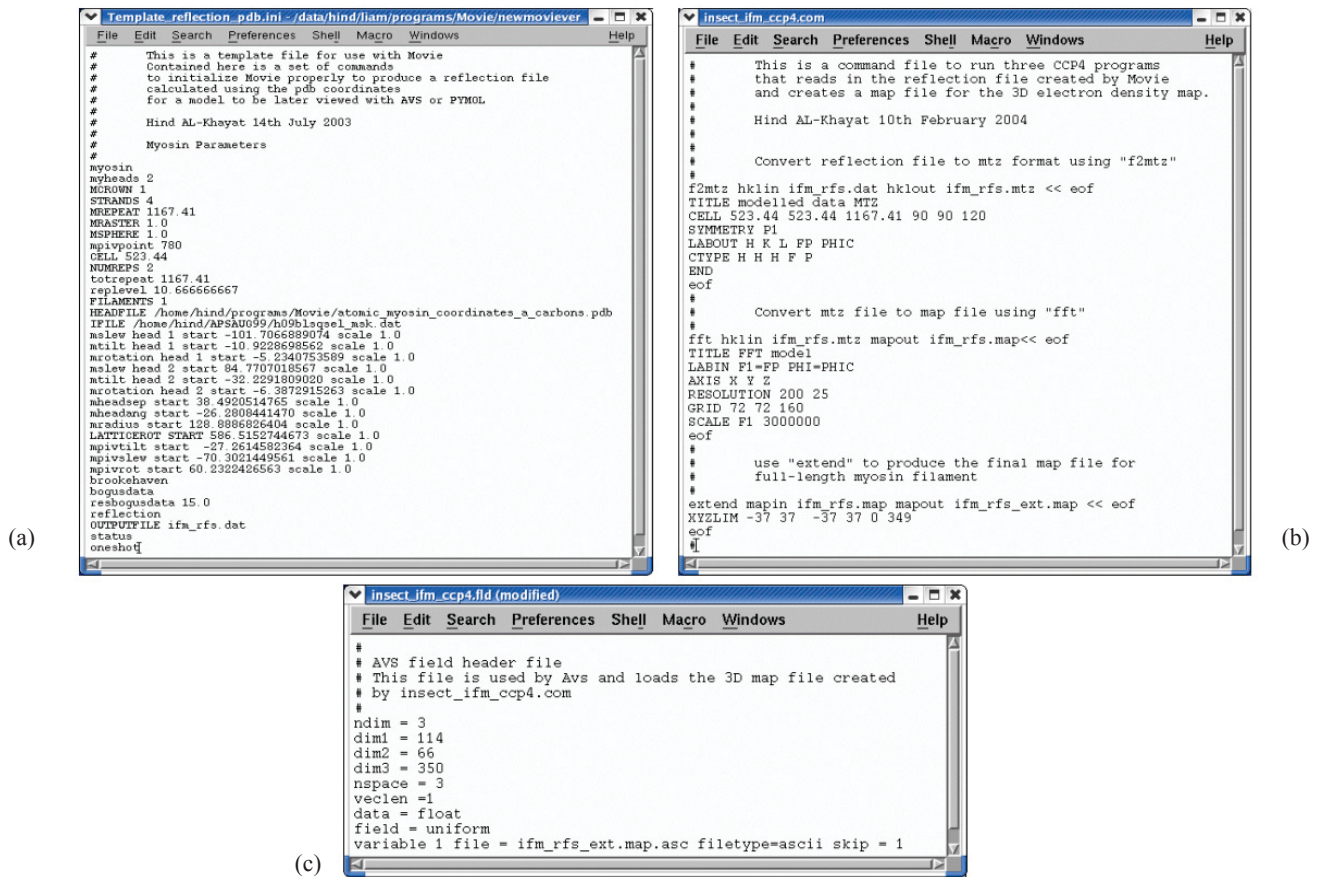 Template_reflection_pdb.ini - /data/hind/liam/programs/Movie/newmoviever
File Edit Search Preferences Shell Macro Windows Help
# This is a template file for use with Movie
# Contained here is a set of commands
# to initialize Movie properly to produce a reflection file
# calculated using the pdb coordinates
# for a model to be later viewed with AVS or PYMOL
#
# Hind AL-Khayat 14th July 2003
#
# Myosin Parameters
#
myosin
myheads 2
MCROWN 1
STRANDS 4
MREPEAT 1167.41
MRASTER 1.0
MSPHERE 1.0
mpivpoint 780
CELL 523.44
NUMREPS 2
totrepeat 1167.41
replevel 10.666666667
FILAMENTS 1
HEADFILE /home/hind/programs/Movie/atomic_myosin_coordinates_a_carbons.pdb
IFILE /home/hind/APSAUG99/h09blsqsel_msk.dat
mslew head 1 start -101.7066889074 scale 1.0
mtilt head 1 start -10.9228698562 scale 1.0
mrotation head 1 start -5.2340753589 scale 1.0
mslew head 2 start 84.7707018567 scale 1.0
mtilt head 2 start -32.2291809020 scale 1.0
mrotation head 2 start -6.3872915263 scale 1.0
mheadsep start 38.4920514765 scale 1.0
mheadang start -26.2808441470 scale 1.0
mradius start 128.8886826404 scale 1.0
LATTICEROT START 586.5152744673 scale 1.0
mpivtilt start -27.2614582364 scale 1.0
mpivslew start -70.3021449561 scale 1.0
mpivrot start 60.2322426563 scale 1.0
brookehaven
bogusdata
resbogusdata 15.0
reflection
OUTPUTFILE ifm_rfs.dat
status
oneshot
(a)
insect_ifm_ccp4.com
File Edit Search Preferences Shell Macro Windows Help
# This is a command file to run three CCP4 programs
# that reads in the reflection file created by Movie
# and creates a map file for the 3D electron density map.
#
# Hind AL-Khayat 10th February 2004
#
#
# Convert reflection file to mtz format using "f2mtz"
#
f2mtz hklin ifm_rfs.dat hklout ifm_rfs.mtz << eof
TITLE modelled data MTZ
CELL 523.44 523.44 1167.41 90 90 120
SYMMETRY P1
LABOUT H K L FP PHIC
CTYPE H H H F P
END
eof
#
# Convert mtz file to map file using "fft"
#
fft hklin ifm_rfs.mtz mapout ifm_rfs.map<< eof
TITLE FFT model
LABIN F1=FP PHI=PHIC
AXIS X Y Z
RESOLUTION 200 25
GRID 72 72 160
SCALE F1 3000000
eof
#
# use "extend" to produce the final map file for
# full-length myosin filament
#
extend mapin ifm_rfs.map mapout ifm_rfs_ext.map << eof
XYZLIM -37 37 -37 37 0 349
eof
#
(b)
insect_ifm_ccp4.fld (modified)
File Edit Search Preferences Shell Macro Windows Help
#
# AVS field header file
# This file is used by Avs and loads the 3D map file created
# by insect_ifm_ccp4.com
#
ndim = 3
dim1 = 114
dim2 = 66
dim3 = 350
nspace = 3
veclen =1
data = float
field = uniform
variable 1 file = ifm_rfs_ext.map.asc filetype=ascii skip = 1
(c)